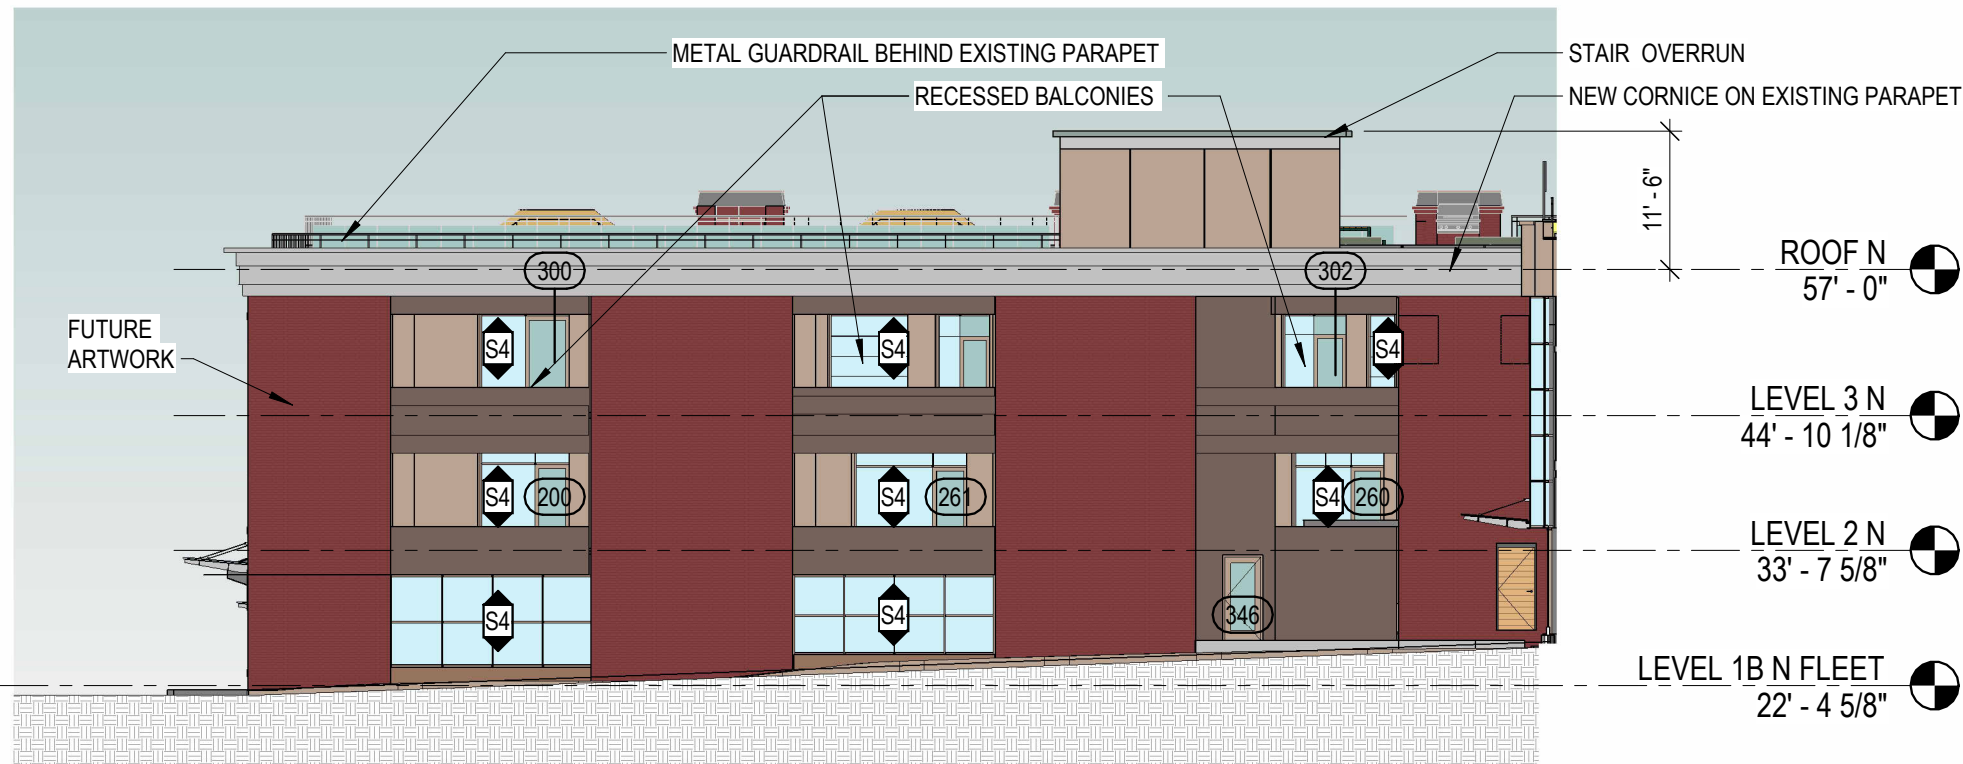 METAL GUARDRAIL BEHIND EXISTING PARAPET
STAIR OVERRUN
RECESSED BALCONIES
NEW CORNICE ON EXISTING PARAPET
11' - 6"
ROOF N
57' - 0"
300
302
FUTURE
ARTWORK
S4
S4
S4
LEVEL 3 N
44' - 10 1/8"
S4
200
S4
261
S4
260
LEVEL 2 N
33' - 7 5/8"
S4
S4
346
LEVEL 1B N FLEET
22' - 4 5/8"